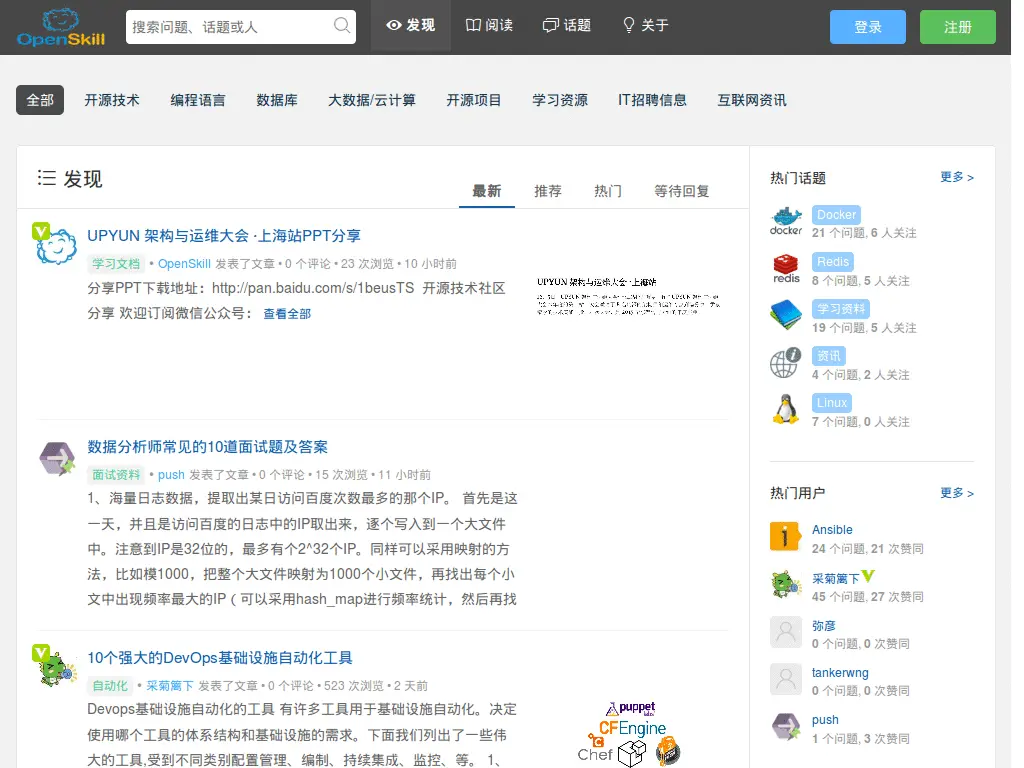 OpenSkill
搜索问题、话题或人
发现
阅读
话题
关于
登录
注册
全部
开源技术
编程语言
数据库
大数据/云计算
开源项目
学习资源
IT招聘信息
互联网资讯
发现
最新
推荐
热门
等待回复
UPYUN 架构与运维大会 ·上海站PPT分享
学习文档 • OpenSkill 发表了文章 • 0 个评论 • 23 次浏览 • 10 小时前
分享PPT下载地址：http://pan.baidu.com/s/1beusTS 开源技术社区
分享 欢迎订阅微信公众号： 查看全部
UPYUN 架构与运维大会·上海站
数据分析师常见的10道面试题及答案
面试资料 • push 发表了文章 • 0 个评论 • 15 次浏览 • 11 小时前
1、海量日志数据，提取出某日访问百度次数最多的那个IP。 首先是这
一天，并且是访问百度的日志中的IP取出来，逐个写入到一个大文件
中。注意到IP是32位的，最多有个2^32个IP。同样可以采用映射的方
法，比如模1000，把整个大文件映射为1000个小文件，再找出每个小
文中出现频率最大的IP（可以采用hash_map进行频率统计，然后再找
10个强大的DevOps基础设施自动化工具
自动化 • 采菊篱下 发表了文章 • 0 个评论 • 523 次浏览 • 2 天前
Devops基础设施自动化的工具 有许多工具用于基础设施自动化。决定
使用哪个工具的体系结构和基础设施的需求。下面我们列出了一些伟
大的工具,受到不同类别配置管理、编制、持续集成、监控、等。 1、
puppet
labs
CFEngine
Chef
热门话题
更多 >
docker
Docker
21 个问题, 6 人关注
redis
Redis
8 个问题, 5 人关注
学习资料
19 个问题, 5 人关注
资讯
4 个问题, 2 人关注
Linux
7 个问题, 0 人关注
热门用户
更多 >
Ansible
24 个问题, 21 次赞同
采菊篱下
45 个问题, 27 次赞同
弥彦
0 个问题, 0 次赞同
tankerwng
0 个问题, 0 次赞同
push
1 个问题, 3 次赞同